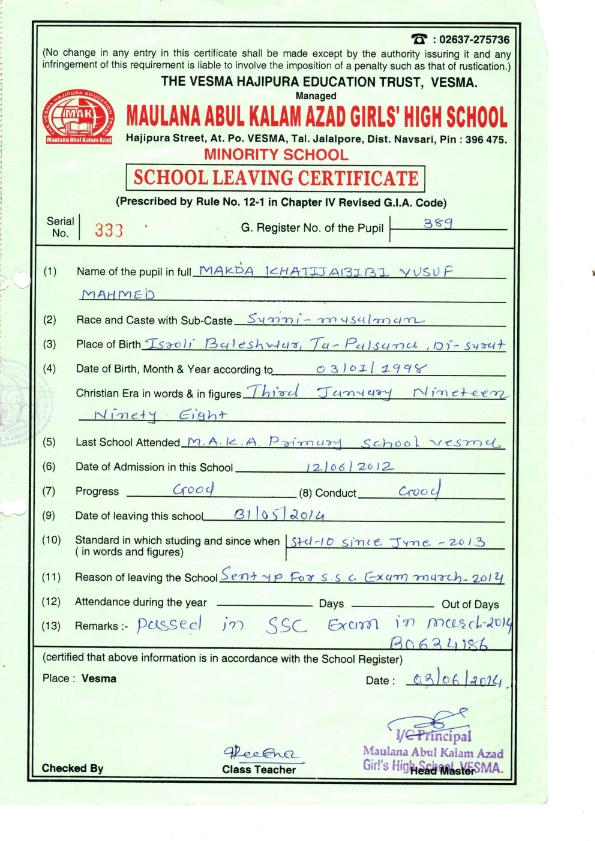 ☎ : 02637-275736
(No change in any entry in this certificate shall be made except by the authority issuring it and any
infringement of this requirement is liable to involve the imposition of a penalty such as that of rustication.)
THE VESMA HAJIPURA EDUCATION TRUST, VESMA.
Managed
MAULANA ABUL KALAM AZAD GIRLS' HIGH SCHOOL
THE VESMA HAJIPURA EDUCATION TRUST
MAK
Maulana Abul Kalam Azad
Hajipura Street, At. Po. VESMA, Tal. Jalalpore, Dist. Navsari, Pin : 396 475.
MINORITY SCHOOL
SCHOOL LEAVING CERTIFICATE
(Prescribed by Rule No. 12-1 in Chapter IV Revised G.I.A. Code)
Serial No. 333 G. Register No. of the Pupil 389
(1) Name of the pupil in full MAKDA KHATIJABIBI YUSUF
MAHMED
(2) Race and Caste with Sub-Caste Sunni-musalman
(3) Place of Birth Isroli Baleshwar, Ta-Palsana, Di-surat
(4) Date of Birth, Month & Year according to 03/01/1998
Christian Era in words & in figures Third January Nineteen
Ninety Eight
(5) Last School Attended M.A.K.A. Primary school vesma
(6) Date of Admission in this School 12/06/2012
(7) Progress Good (8) Conduct Good
(9) Date of leaving this school 31/05/2014
(10) Standard in which studing and since when Std-10 since June-2013
( in words and figures)
(11) Reason of leaving the School Sent up For S.S.C Exam march-2014
(12) Attendance during the year Days Out of Days
(13) Remarks :- passed in SSC Exam in march-2014
B0634186
(certified that above information is in accordance with the School Register)
Place : Vesma Date : 03/06/2014.
I/C Principal
Maulana Abul Kalam Azad
Girl's High School, VESMA.
Checked By Class Teacher Head Master